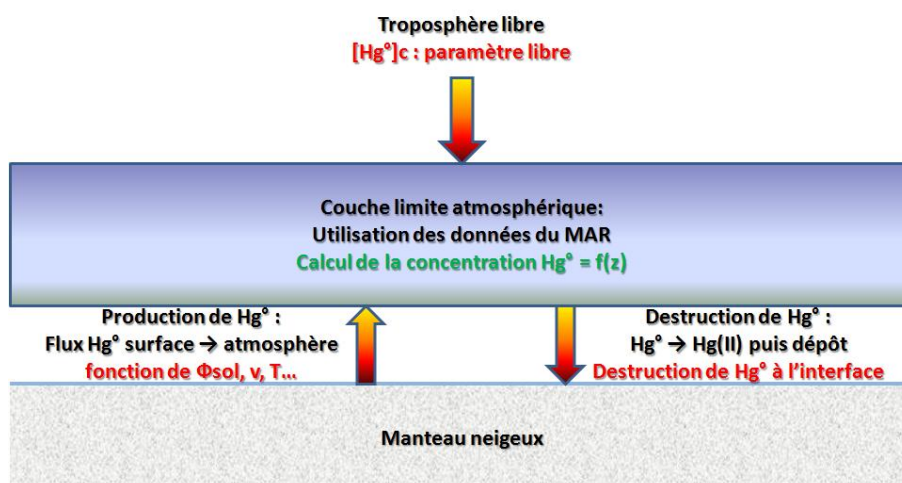 Troposphère libre
[Hg°]c : paramètre libre
Couche limite atmosphérique:
Utilisation des données du MAR
Calcul de la concentration Hg° = f(z)
Production de Hg° :
Flux Hg° surface → atmosphère
fonction de Φsol, v, T...
Destruction de Hg° :
Hg° → Hg(II) puis dépôt
Destruction de Hg° à l'interface
Manteau neigeux